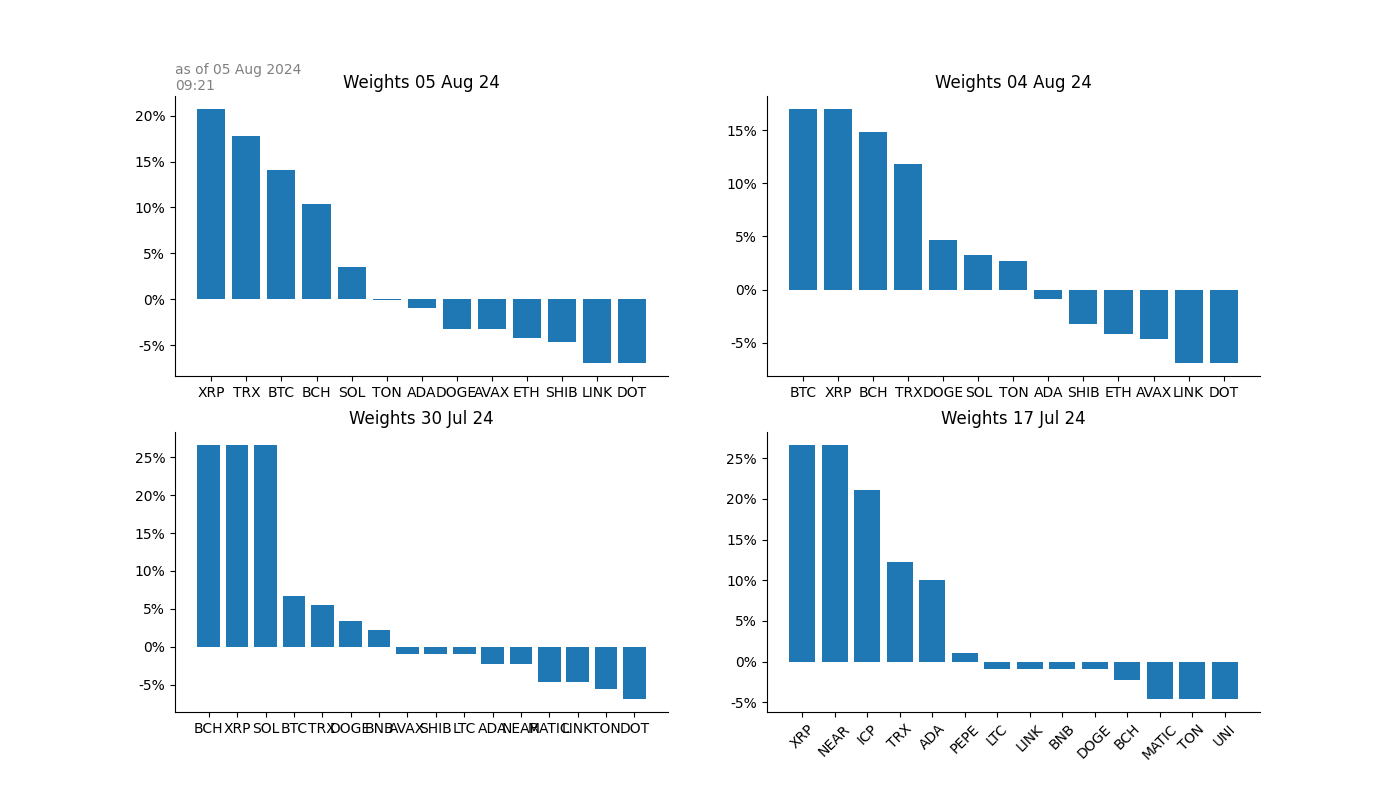 as of 05 Aug 2024
09:21
Weights 05 Aug 24
20%
15%
10%
5%
0%
-5%
XRP TRX BTC BCH SOL TON ADA DOGE AVAX ETH SHIB LINK DOT
Weights 04 Aug 24
15%
10%
5%
0%
-5%
BTC XRP BCH TRX DOGE SOL TON ADA SHIB ETH AVAX LINK DOT
Weights 30 Jul 24
25%
20%
15%
10%
5%
0%
-5%
BCH XRP SOL BTC TRX DOGE BNB AVAX SHIB LTC ADA NEAR MATIC LINK TON DOT
Weights 17 Jul 24
25%
20%
15%
10%
5%
0%
-5%
XRP NEAR ICP TRX ADA PEPE LTC LINK BNB DOGE BCH MATIC TON UNI